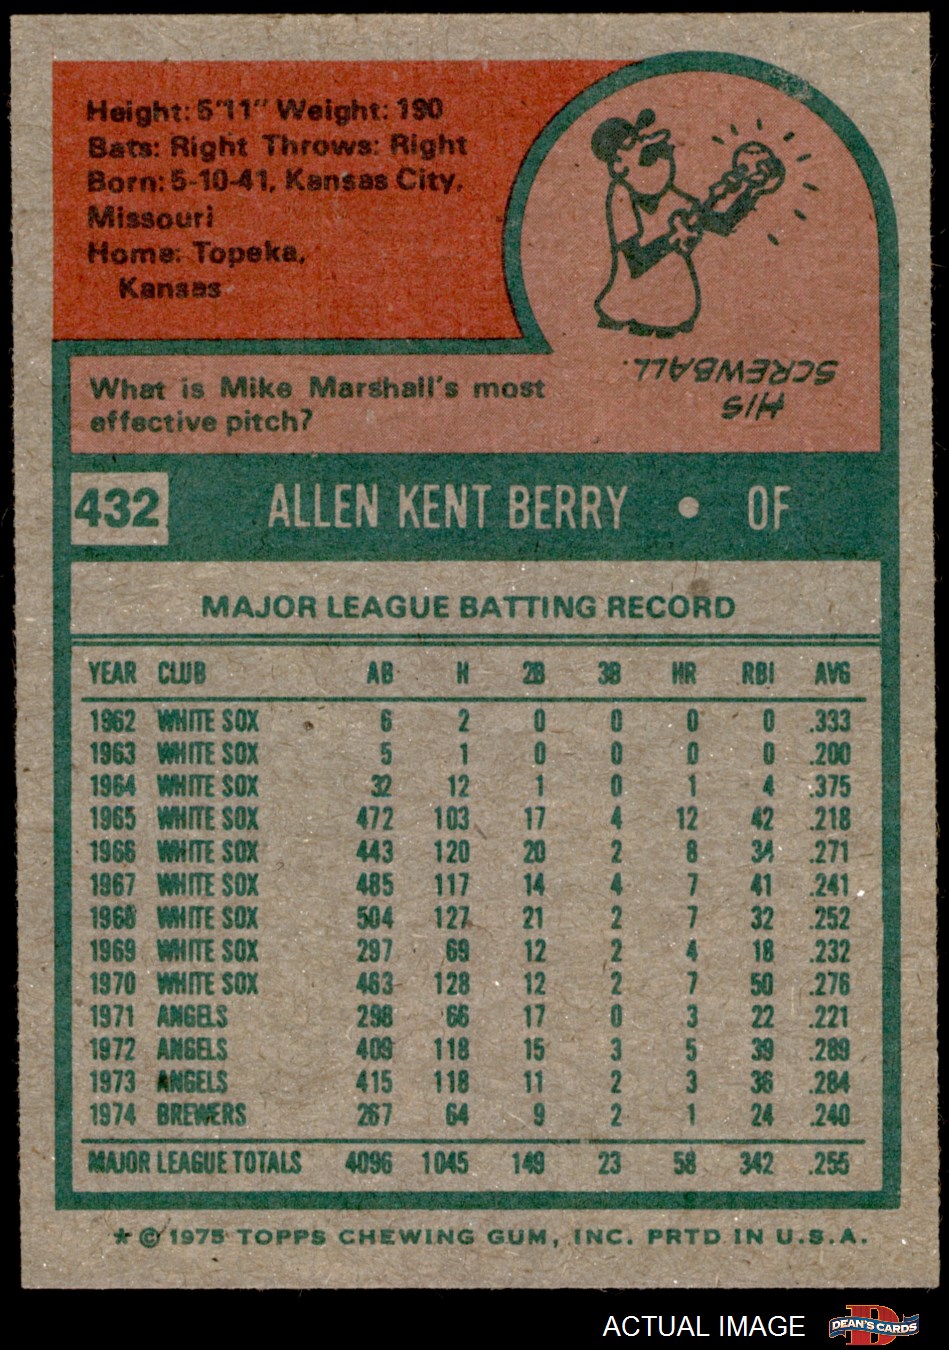 Height: 5'11" Weight: 190
Bats: Right Throws: Right
Born: 5-10-41, Kansas City,
Missouri
Home: Topeka,
Kansas
What is Mike Marshall's most
effective pitch?
HIS
SCREWBALL.
432 ALLEN KENT BERRY • OF
MAJOR LEAGUE BATTING RECORD
YEAR CLUB AB H 2B 3B HR RBI AVG
1962 WHITE SOX 6 2 0 0 0 0 .333
1963 WHITE SOX 5 1 0 0 0 0 .200
1964 WHITE SOX 32 12 1 0 1 4 .375
1965 WHITE SOX 472 103 17 4 12 42 .218
1966 WHITE SOX 443 120 20 2 8 34 .271
1967 WHITE SOX 485 117 14 4 7 41 .241
1968 WHITE SOX 504 127 21 2 7 32 .252
1969 WHITE SOX 297 69 12 2 4 18 .232
1970 WHITE SOX 463 128 12 2 7 50 .276
1971 ANGELS 298 66 17 0 3 22 .221
1972 ANGELS 409 118 15 3 5 39 .289
1973 ANGELS 415 118 11 2 3 36 .284
1974 BREWERS 267 64 9 2 1 24 .240
MAJOR LEAGUE TOTALS 4096 1045 149 23 58 342 .255
* © 1975 TOPPS CHEWING GUM, INC. PRTD IN U.S.A.
ACTUAL IMAGE D DEAN'S CARDS